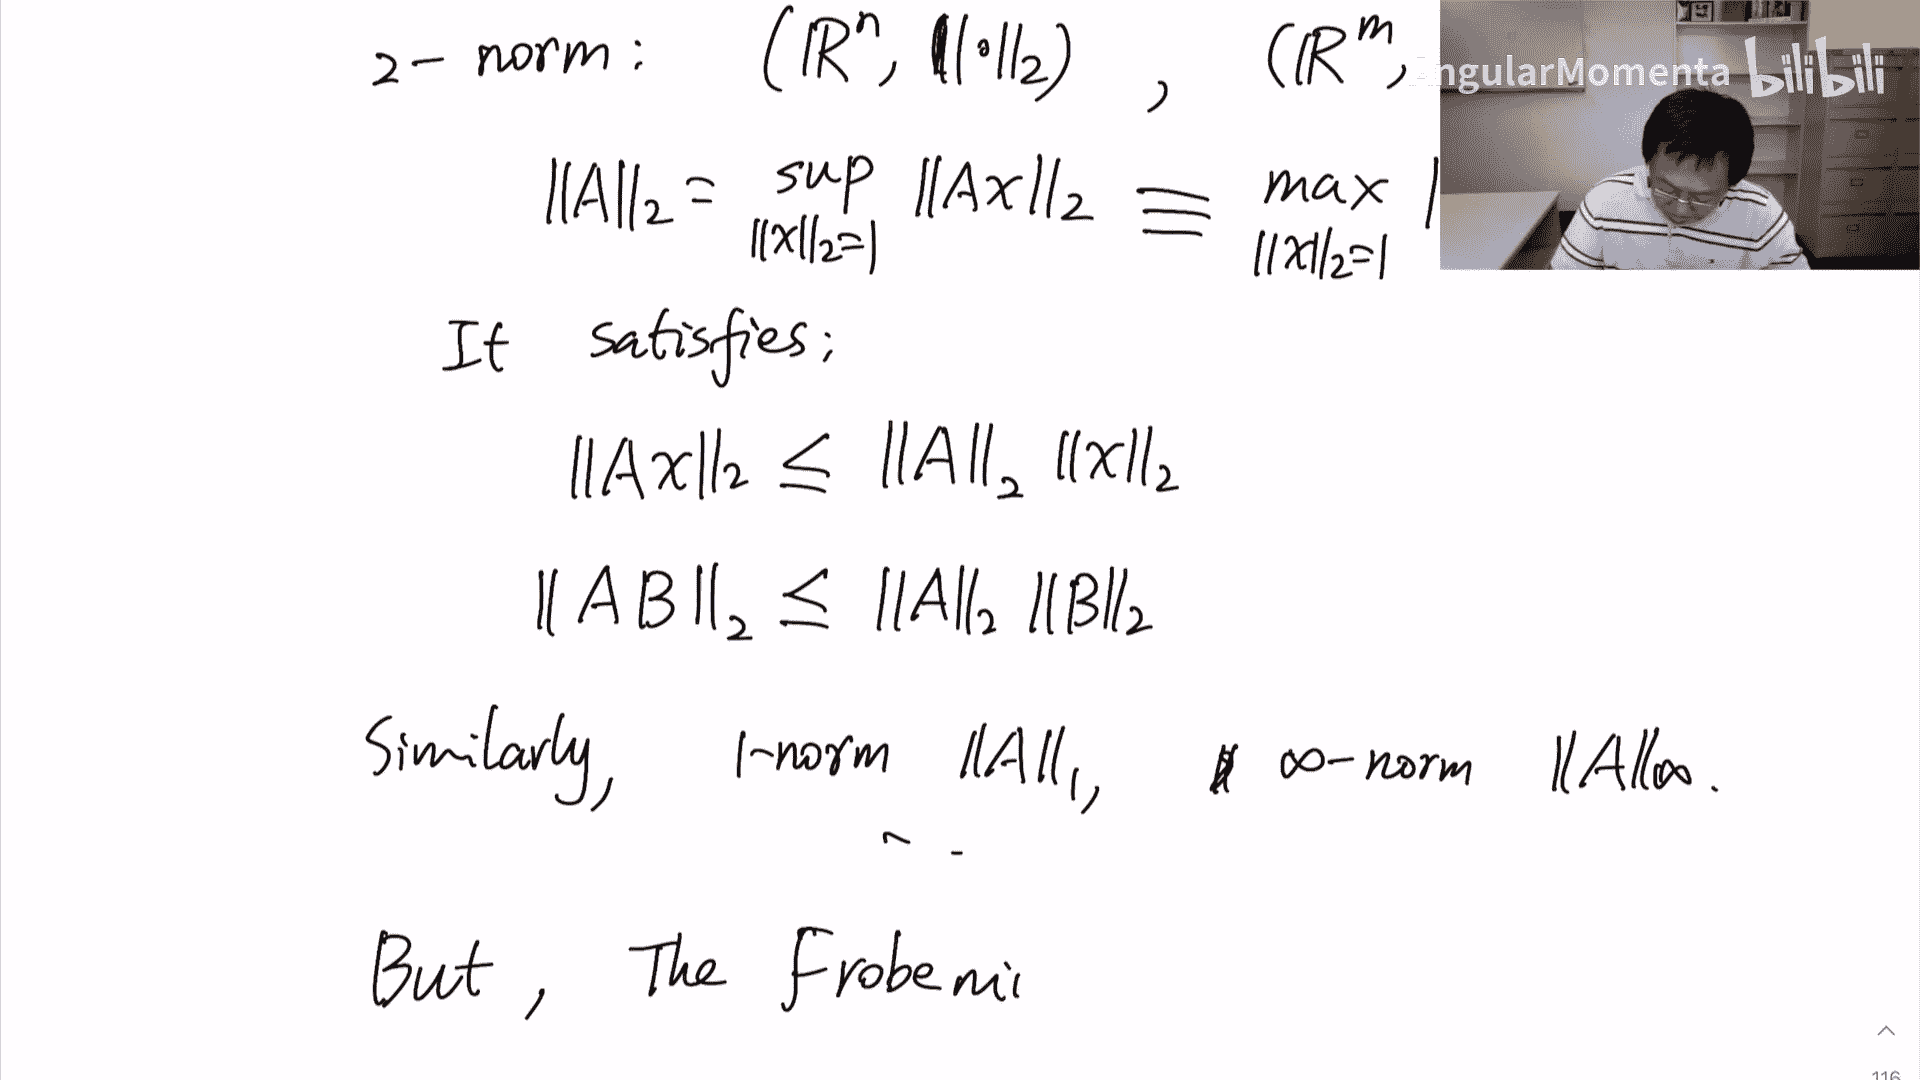 2- norm: (ℝⁿ, ‖·‖₂) , (ℝᵐ,
ngularMomenta bilibili
‖A‖₂ = sup ‖Ax‖₂ ≡ max |
‖x‖₂=1 ‖x‖₂=1
It satisfies:
‖Ax‖₂ ≤ ‖A‖₂ ‖x‖₂
‖AB‖₂ ≤ ‖A‖₂ ‖B‖₂
Similarly, 1-norm ‖A‖₁, ∞-norm ‖A‖∞.
But, The Frobeni
116